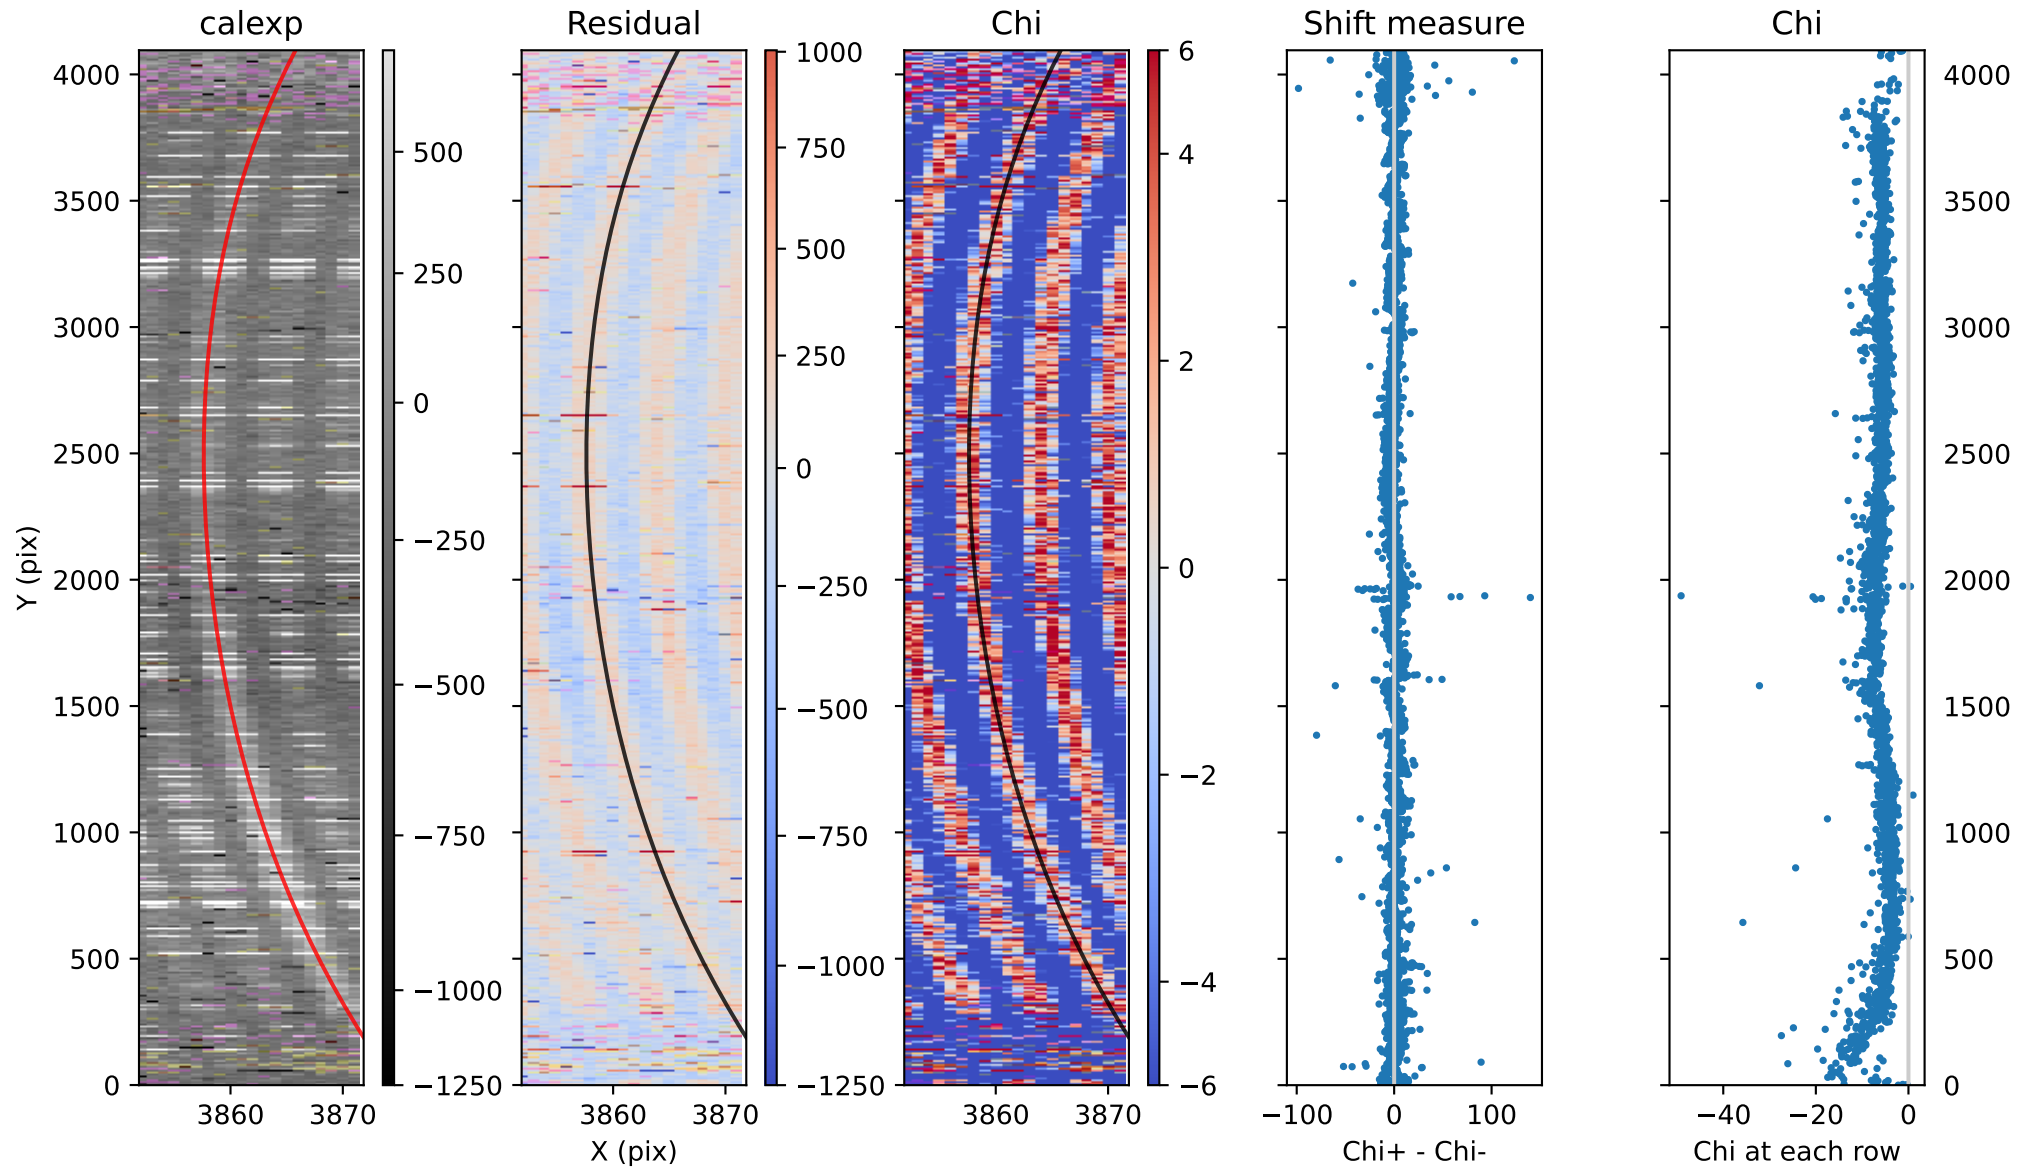 calexp Residual Chi Shift measure Chi
4000 500 1000 6 4000
3500 250 750 4 3500
3000 0 500 2 3000
2500 −250 250 0 2500
2000 −500 0 −2 2000
1500 −750 −250 −4 1500
1000 −1000 −500 −6 1000
500 −1250 −750 500
0 −1000 0
−1250
Y (pix)
3860 3870 3860 3870 3860 3870 −100 0 100 −40 −20 0
X (pix) Chi+ - Chi- Chi at each row